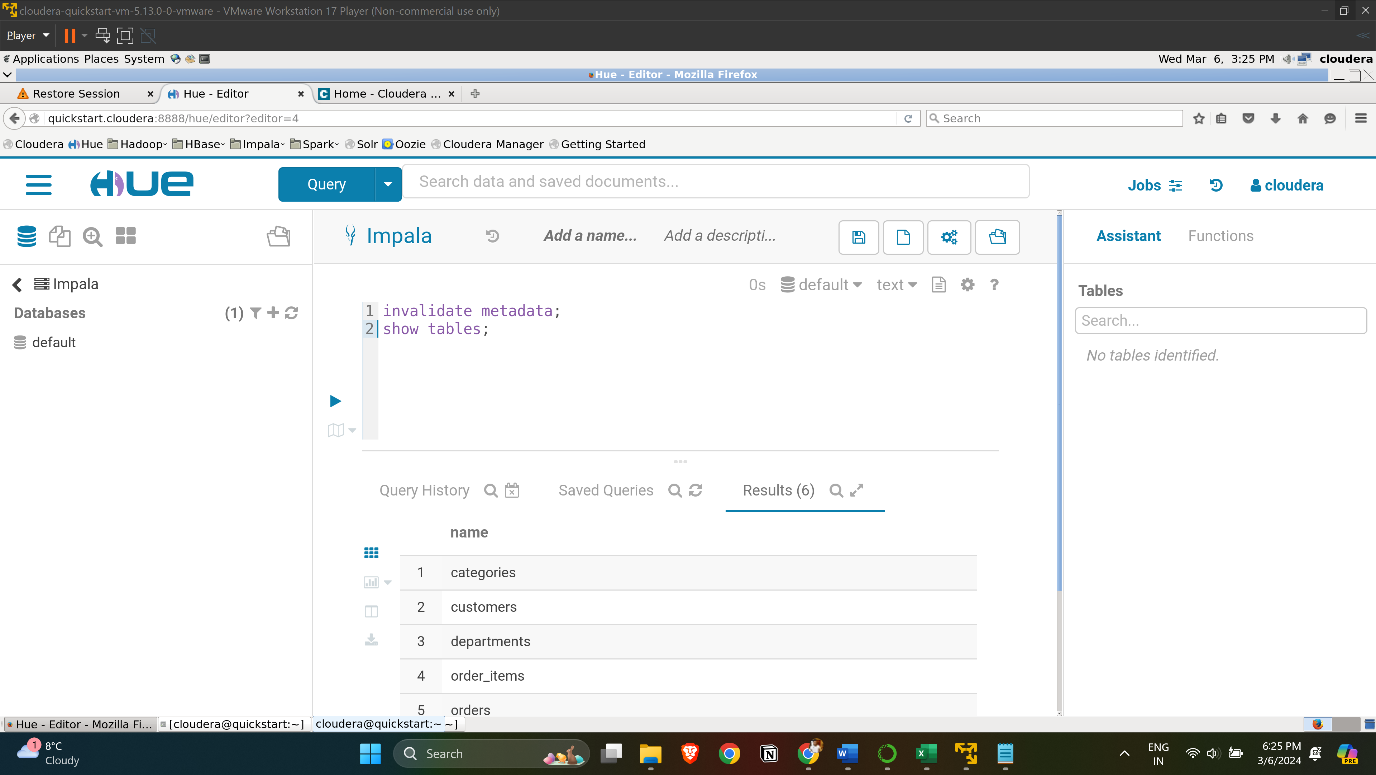 cloudera-quickstart-vm-5.13.0-0-vmware - VMware Workstation 17 Player (Non-commercial use only)
Player
Applications Places System
Wed Mar 6, 3:25 PM cloudera
Hue - Editor - Mozilla Firefox
Restore Session × Hue - Editor × Home - Cloudera ... ×
quickstart.cloudera:8888/hue/editor?editor=4 Search
Cloudera Hue Hadoop HBase Impala Spark Solr Oozie Cloudera Manager Getting Started
HUE Query Search data and saved documents... Jobs cloudera
Impala Add a name... Add a descripti... Assistant Functions
Impala 0s default text ?
Tables
Databases (1)
Search...
default
No tables identified.
1 invalidate metadata;
2 show tables;
Query History Saved Queries Results (6)
name
1 categories
2 customers
3 departments
4 order_items
5 orders
Hue - Editor - Mozilla Fi... [cloudera@quickstart:~] cloudera@quickstart:~ ~]
1 8°C
Cloudy
Search
ENG
IN
6:25 PM
3/6/2024
PRE